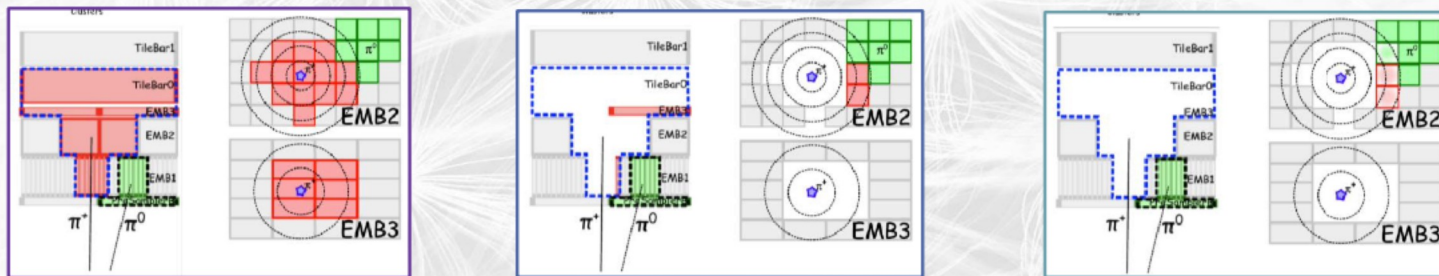 TileBar1
TileBar0
EMB3
EMB2
EMB1
π⁺
π⁰
π⁺
π⁰
EMB2
π⁺
EMB3
TileBar1
TileBar0
EMB3
EMB2
EMB1
π⁺
π⁰
π⁺
π⁰
EMB2
π⁺
EMB3
TileBar1
TileBar0
EMB3
EMB2
EMB1
π⁺
π⁰
π⁺
π⁰
EMB2
π⁺
EMB3